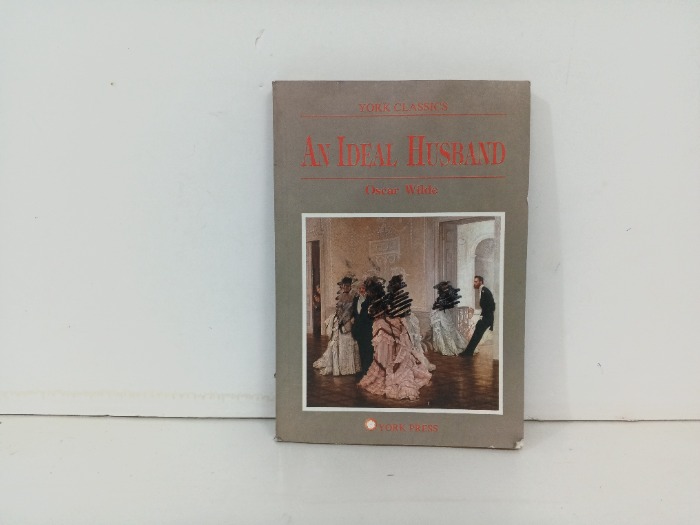 YORK CLASSICS
AN IDEAL HUSBAND
Oscar Wilde
YORK PRESS